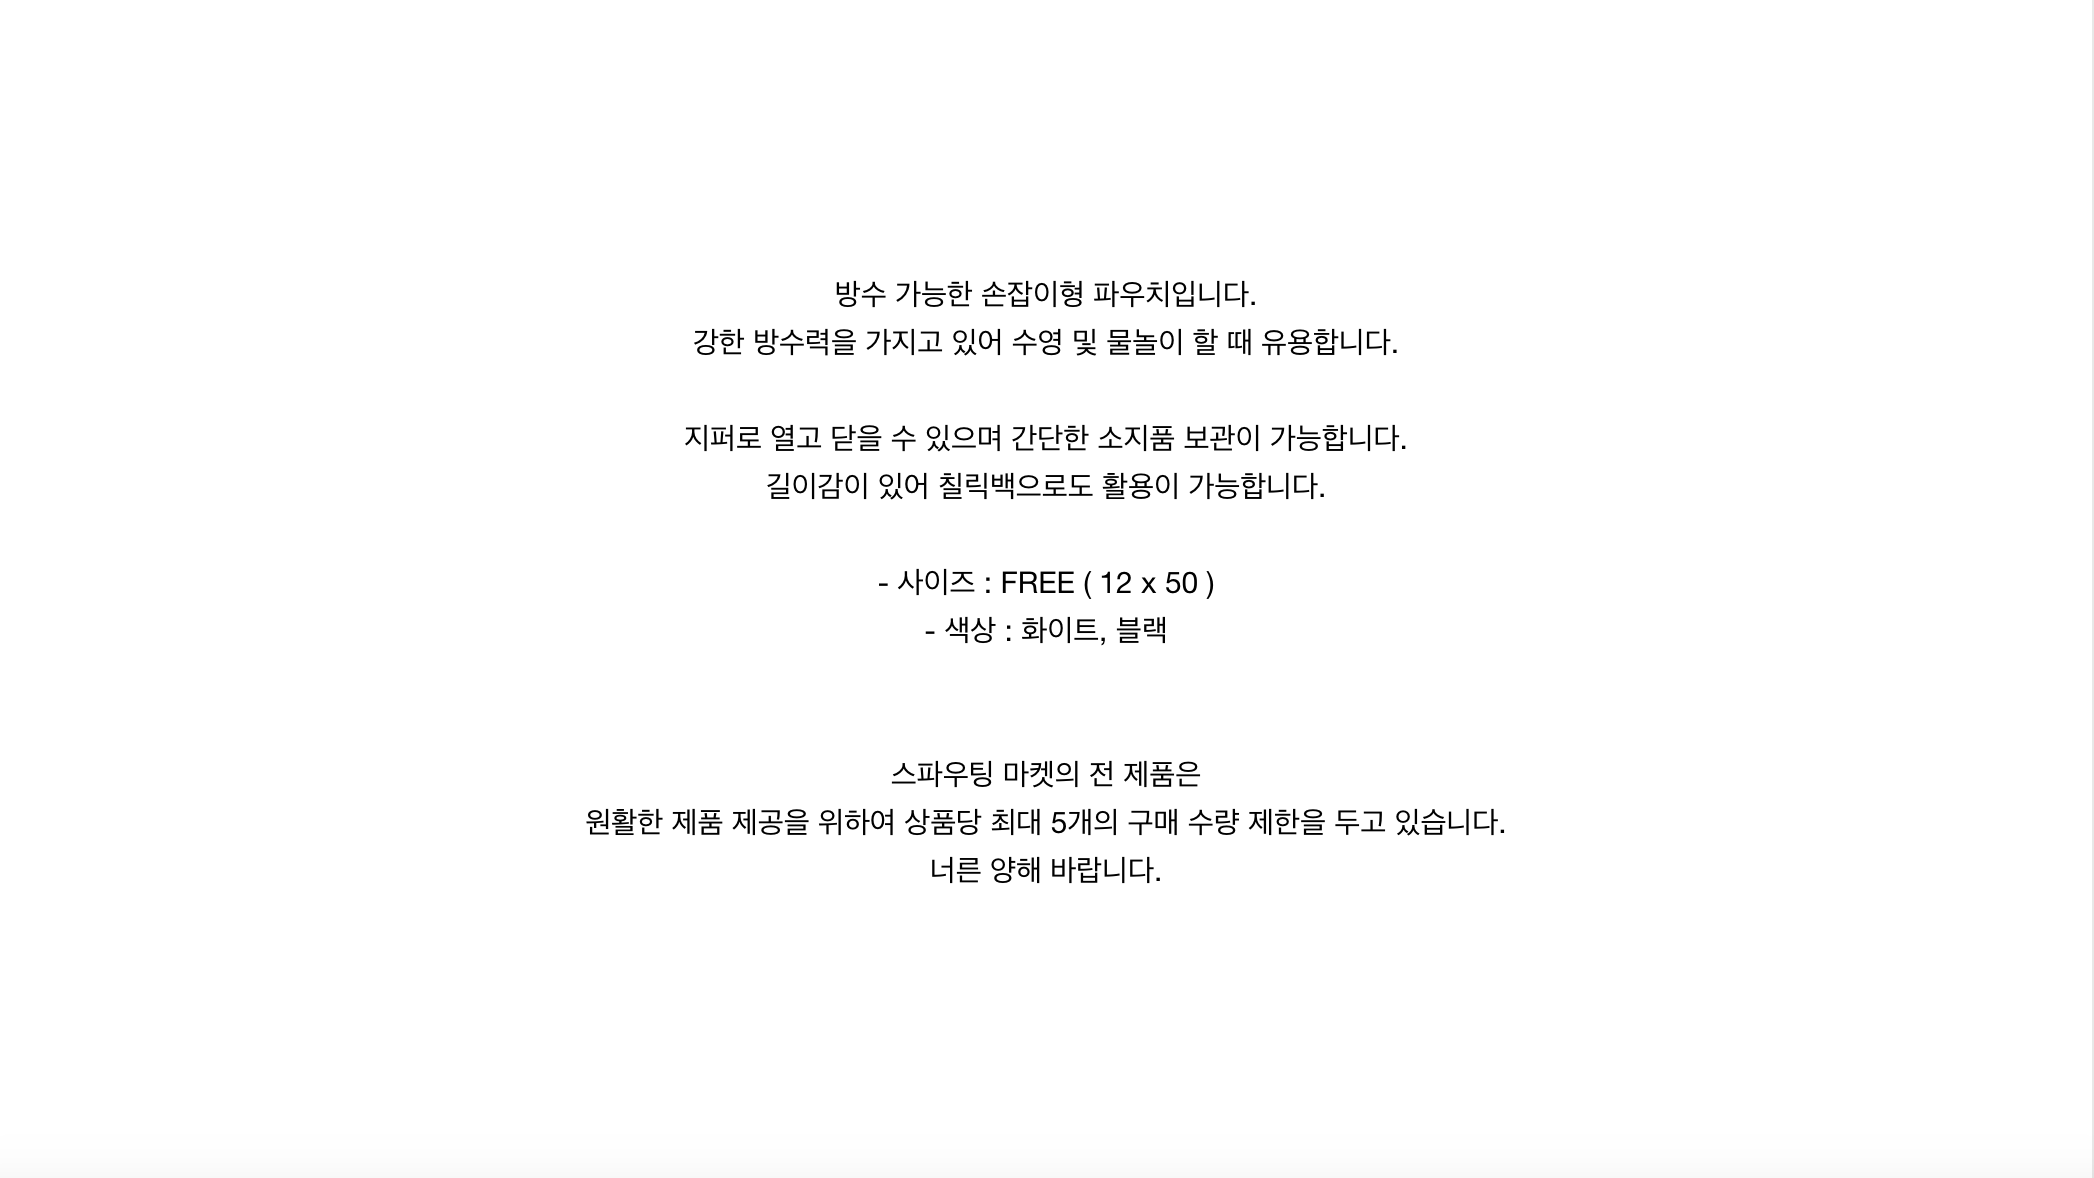 방수 가능한 손잡이형 파우치입니다.
강한 방수력을 가지고 있어 수영 및 물놀이 할 때 유용합니다.
지퍼로 열고 닫을 수 있으며 간단한 소지품 보관이 가능합니다.
길이감이 있어 칠릭백으로도 활용이 가능합니다.
- 사이즈 : FREE ( 12 x 50 )
- 색상 : 화이트, 블랙
스파우팅 마켓의 전 제품은
원활한 제품 제공을 위하여 상품당 최대 5개의 구매 수량 제한을 두고 있습니다.
너른 양해 바랍니다.